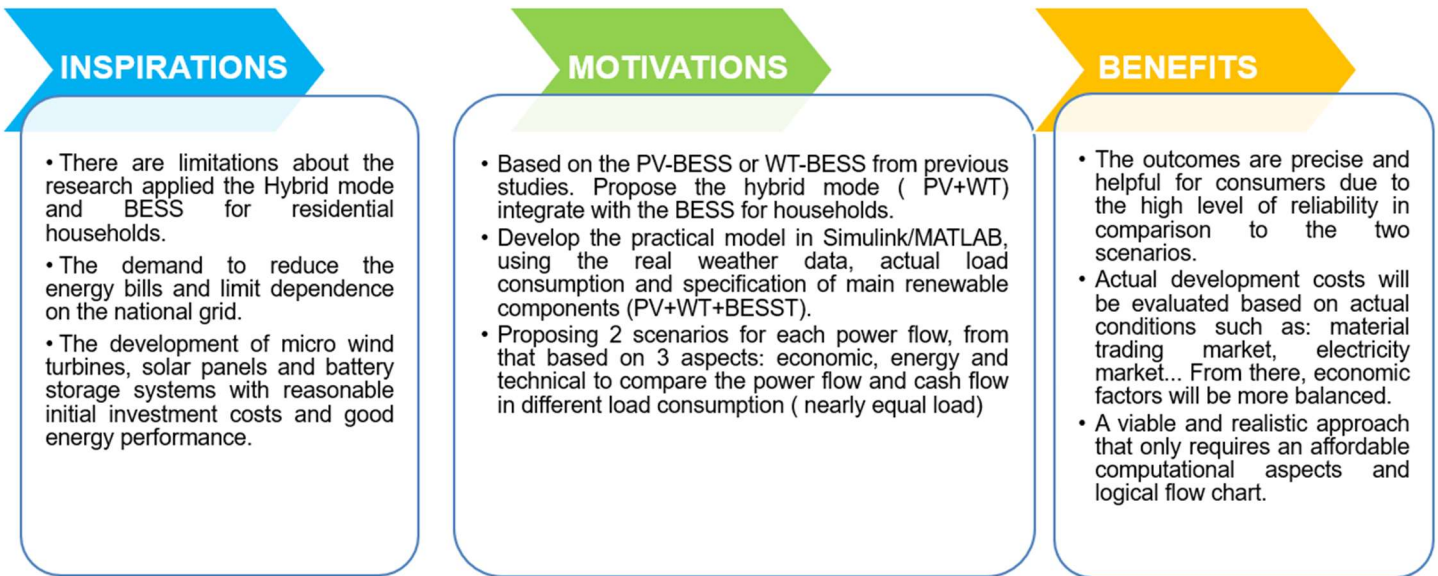 INSPIRATIONS
• There are limitations about the
research applied the Hybrid mode
and BESS for residential
households.
• The demand to reduce the
energy bills and limit dependence
on the national grid.
• The development of micro wind
turbines, solar panels and battery
storage systems with reasonable
initial investment costs and good
energy performance.
MOTIVATIONS
• Based on the PV-BESS or WT-BESS from previous
studies. Propose the hybrid mode ( PV+WT)
integrate with the BESS for households.
• Develop the practical model in Simulink/MATLAB,
using the real weather data, actual load
consumption and specification of main renewable
components (PV+WT+BESST).
• Proposing 2 scenarios for each power flow, from
that based on 3 aspects: economic, energy and
technical to compare the power flow and cash flow
in different load consumption ( nearly equal load)
BENEFITS
• The outcomes are precise and
helpful for consumers due to
the high level of reliability in
comparison to the two
scenarios.
• Actual development costs will
be evaluated based on actual
conditions such as: material
trading market, electricity
market... From there, economic
factors will be more balanced.
• A viable and realistic approach
that only requires an affordable
computational aspects and
logical flow chart.